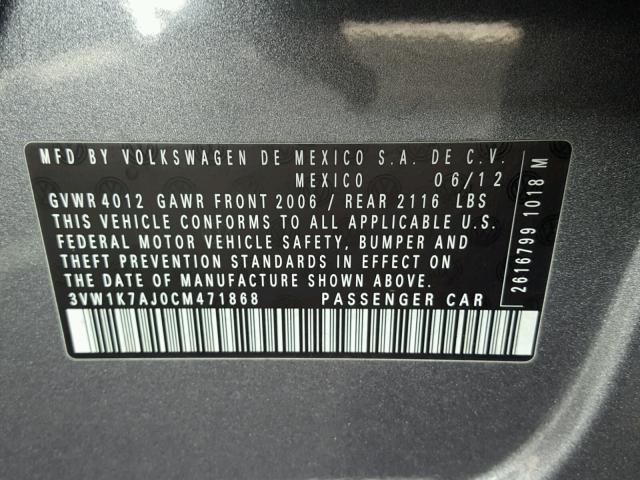 MFD BY VOLKSWAGEN DE MEXICO S.A. DE C.V.
MEXICO 06/12
GVWR 4012 GAWR FRONT 2006 / REAR 2116 LBS
THIS VEHICLE CONFORMS TO ALL APPLICABLE U.S.
FEDERAL MOTOR VEHICLE SAFETY, BUMPER AND
THEFT PREVENTION STANDARDS IN EFFECT ON
THE DATE OF MANUFACTURE SHOWN ABOVE.
3VW1K7AJ0CM471868 PASSENGER CAR
2616799 1018 M